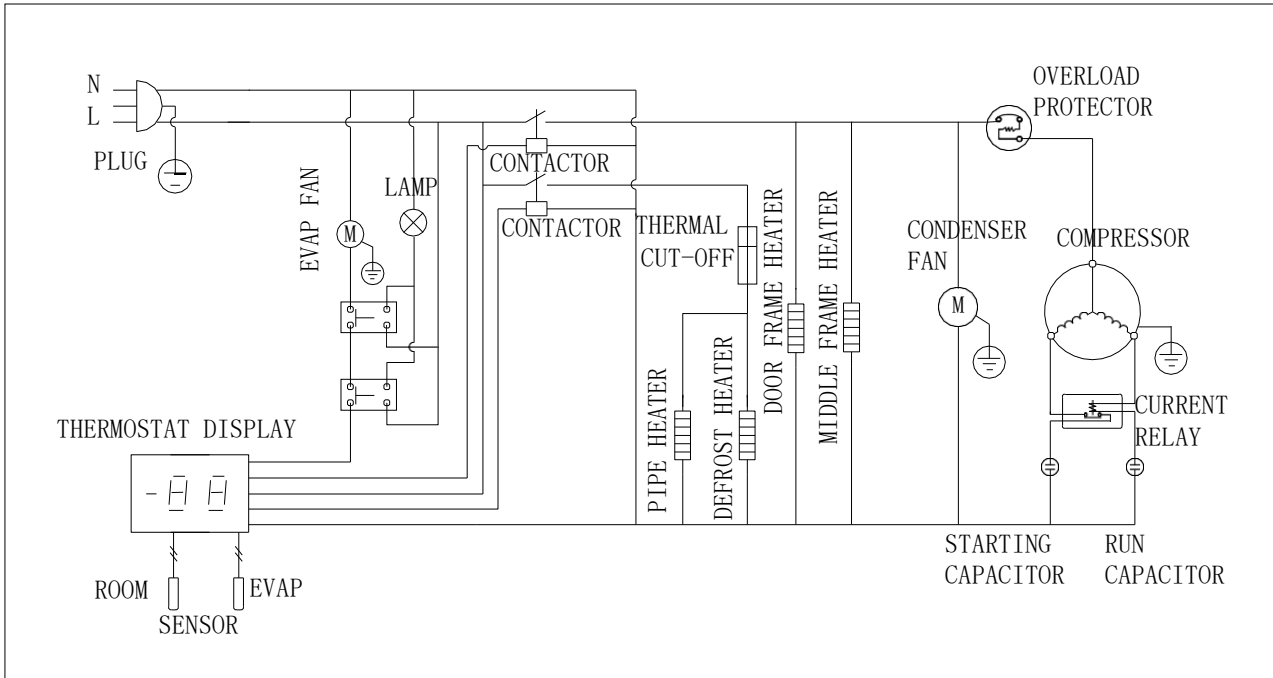 N
L
PLUG
EVAP FAN
M
LAMP
CONTACTOR
CONTACTOR
THERMAL
CUT-OFF
PIPE HEATER
DEFROST HEATER
DOOR FRAME HEATER
MIDDLE FRAME HEATER
CONDENSER
FAN
M
OVERLOAD
PROTECTOR
COMPRESSOR
CURRENT
RELAY
STARTING
CAPACITOR
RUN
CAPACITOR
THERMOSTAT DISPLAY
-88
ROOM
EVAP
SENSOR